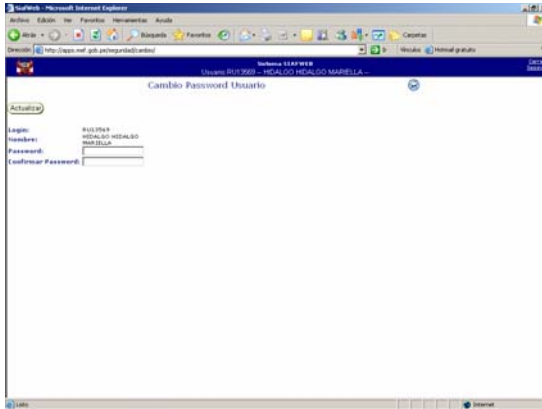 SiafWeb - Microsoft Internet Explorer
Archivo Edición Ver Favoritos Herramientas Ayuda
Atrás Búsqueda Favoritos Carpetas
Dirección http://apps.mef.gob.pe/seguridad/cambio/ Ir Vínculos Hotmail gratuito
Sistema SIAFWEB
Usuario:RU13569 -- HIDALGO HIDALGO MARIELLA --
Cambio Password Usuario
Actualizar
Login: RU13569
Nombre: HIDALGO HIDALGO
MARIELLA
Password:
Confirmar Password:
Listo Internet